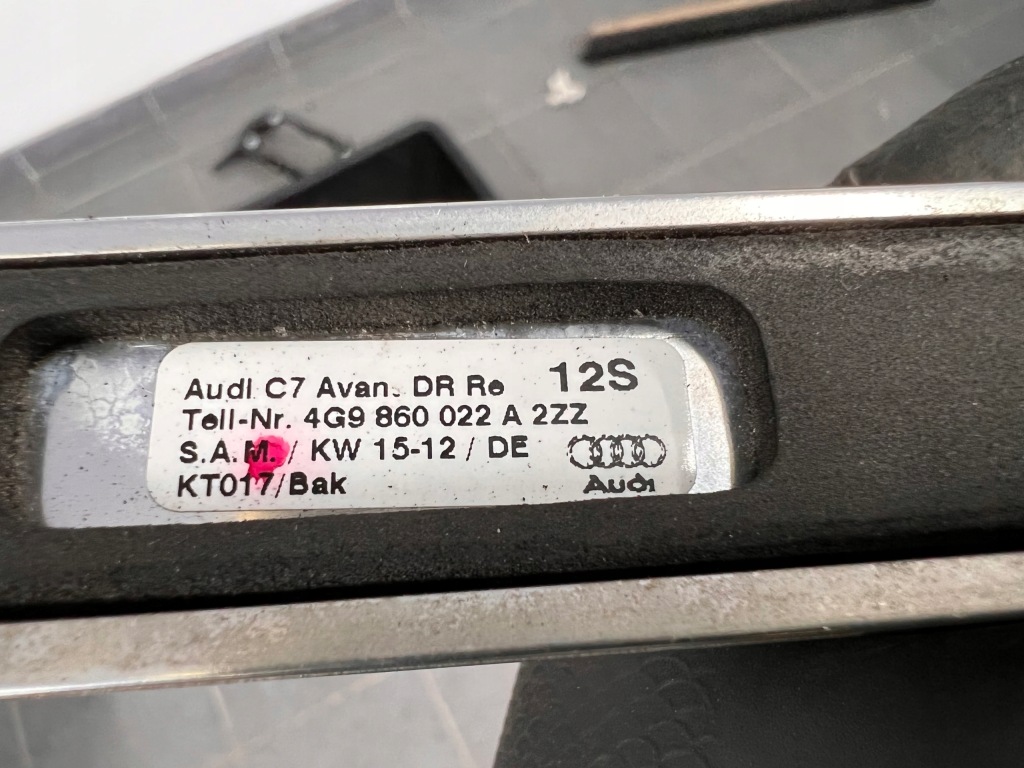 Audi C7 Avan. DR Re 12S
Teil-Nr. 4G9 860 022 A 2ZZ
S.A.M. / KW 15-12 / DE
KT017/Bak
Audi